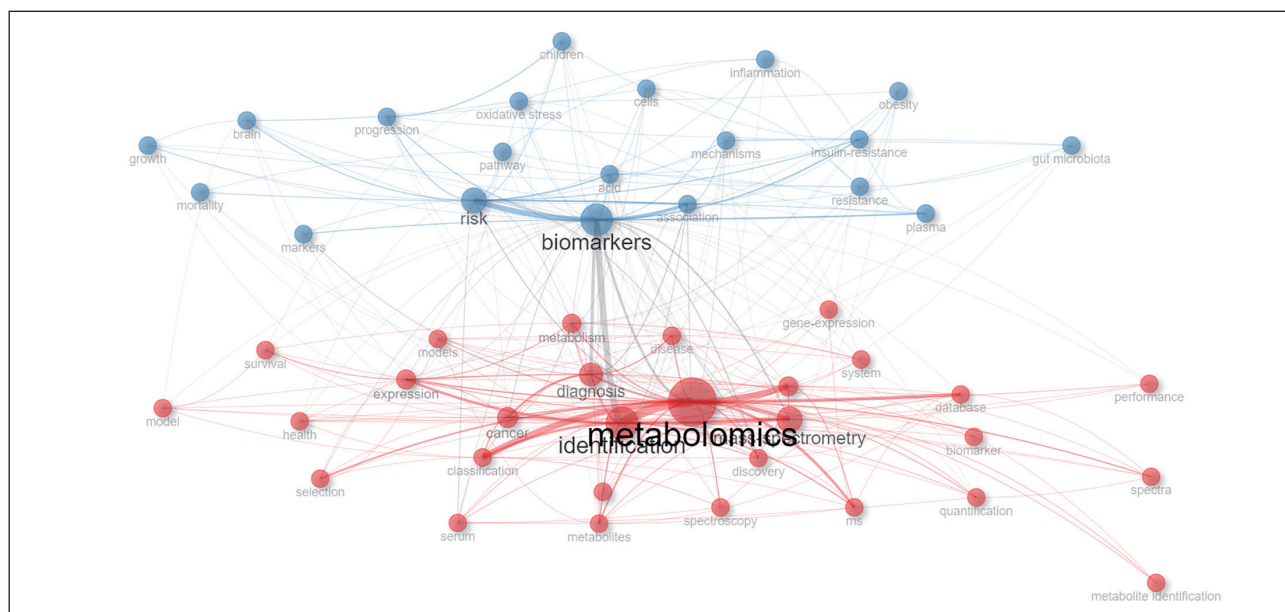 children
inflammation
cells
obesity
oxidative stress
progression
brain
growth
pathway
mechanisms
insulin-resistance
gut microbiota
acid
resistance
mortality
risk
association
plasma
markers
biomarkers
gene-expression
metabolism
disease
models
survival
system
diagnosis
expression
performance
database
model
health
cancer
metabolomics
mass-spectrometry
identification
biomarker
classification
discovery
selection
spectra
quantification
spectroscopy
ms
serum
metabolites
metabolite identification